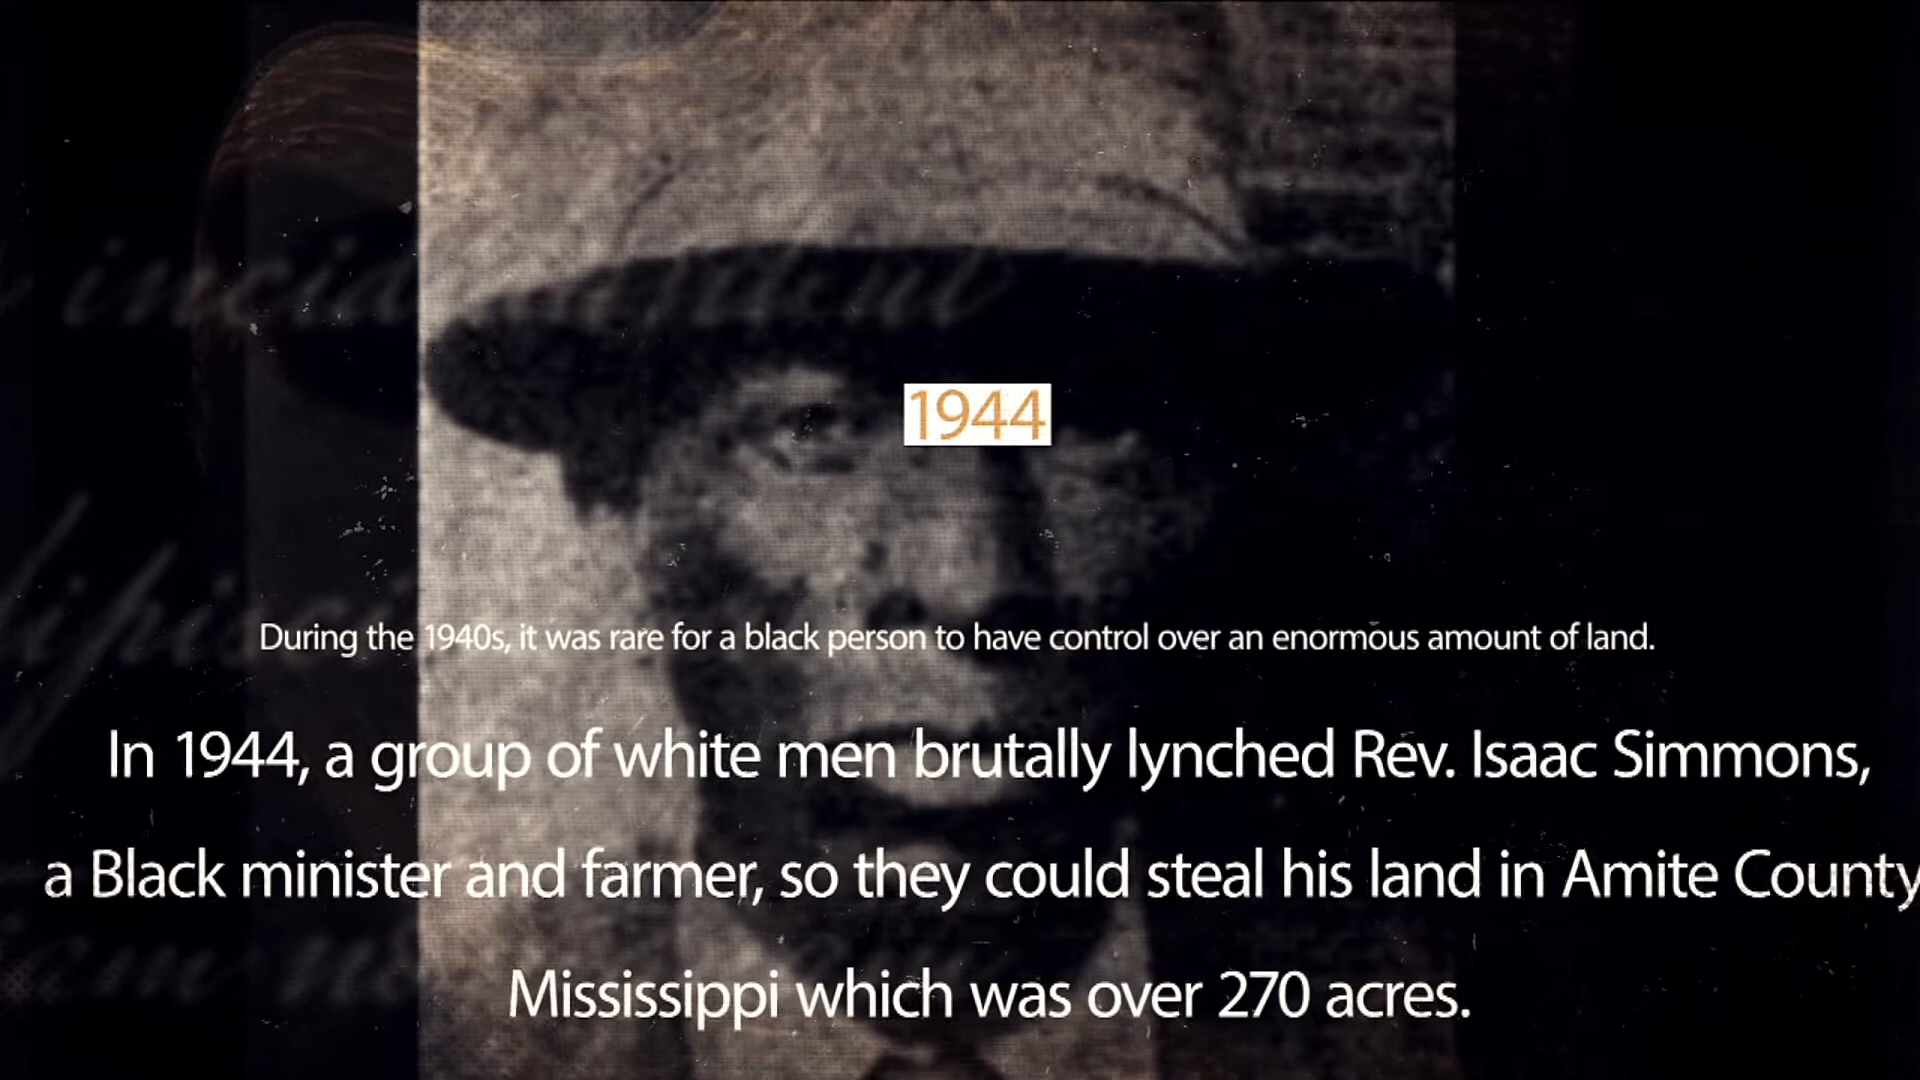 1944
During the 1940s, it was rare for a black person to have control over an enormous amount of land.
In 1944, a group of white men brutally lynched Rev. Isaac Simmons,
a Black minister and farmer, so they could steal his land in Amite County
Mississippi which was over 270 acres.